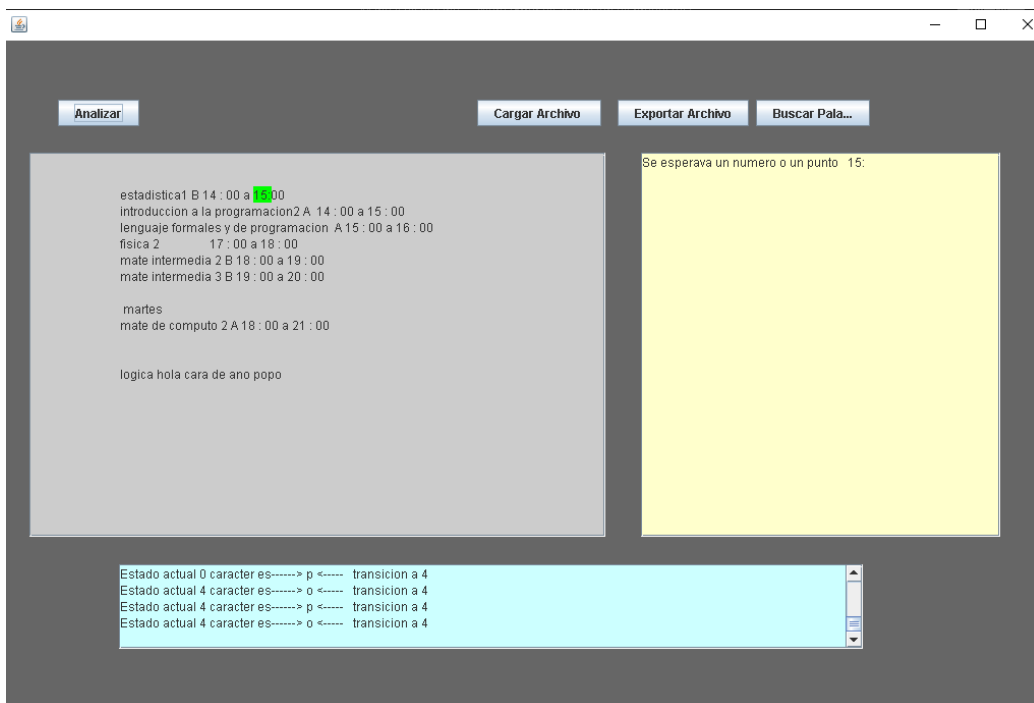 Analizar Cargar Archivo Exportar Archivo Buscar Pala...
estadistica1 B 14 : 00 a 15:00
introduccion a la programacion2 A 14 : 00 a 15 : 00
lenguaje formales y de programacion A 15 : 00 a 16 : 00
fisica 2 17 : 00 a 18 : 00
mate intermedia 2 B 18 : 00 a 19 : 00
mate intermedia 3 B 19 : 00 a 20 : 00
martes
mate de computo 2 A 18 : 00 a 21 : 00
logica hola cara de ano popo
Se esperava un numero o un punto 15:
Estado actual 0 caracter es------> p <----- transicion a 4
Estado actual 4 caracter es------> o <----- transicion a 4
Estado actual 4 caracter es------> p <----- transicion a 4
Estado actual 4 caracter es------> o <----- transicion a 4